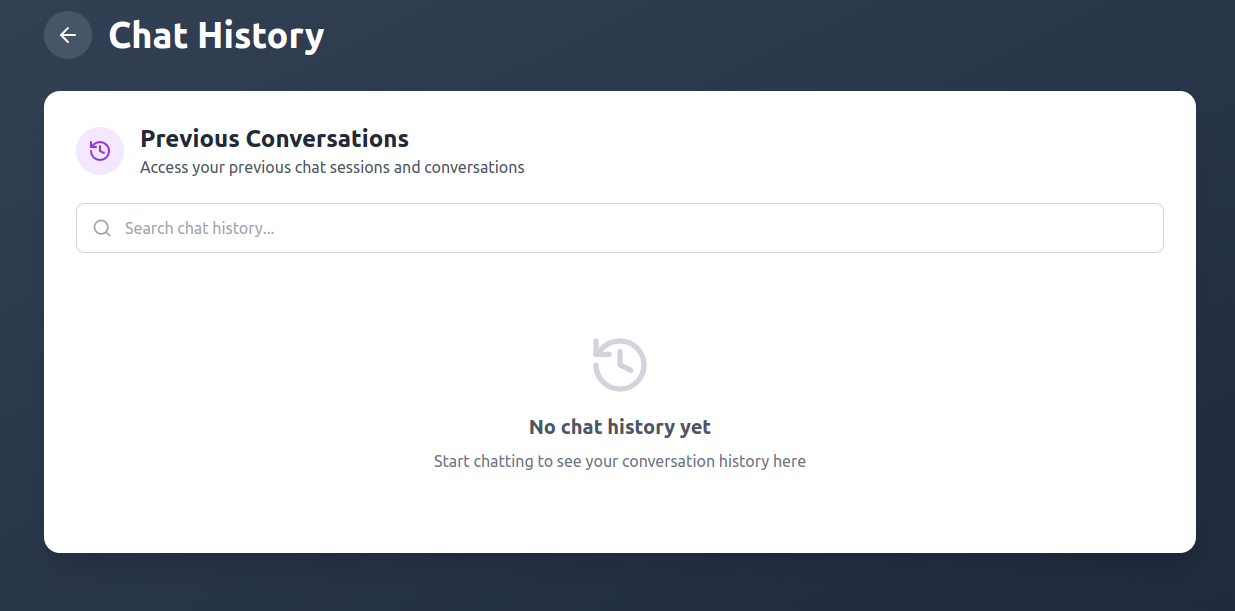 Chat History
Previous Conversations
Access your previous chat sessions and conversations
Search chat history...
No chat history yet
Start chatting to see your conversation history here